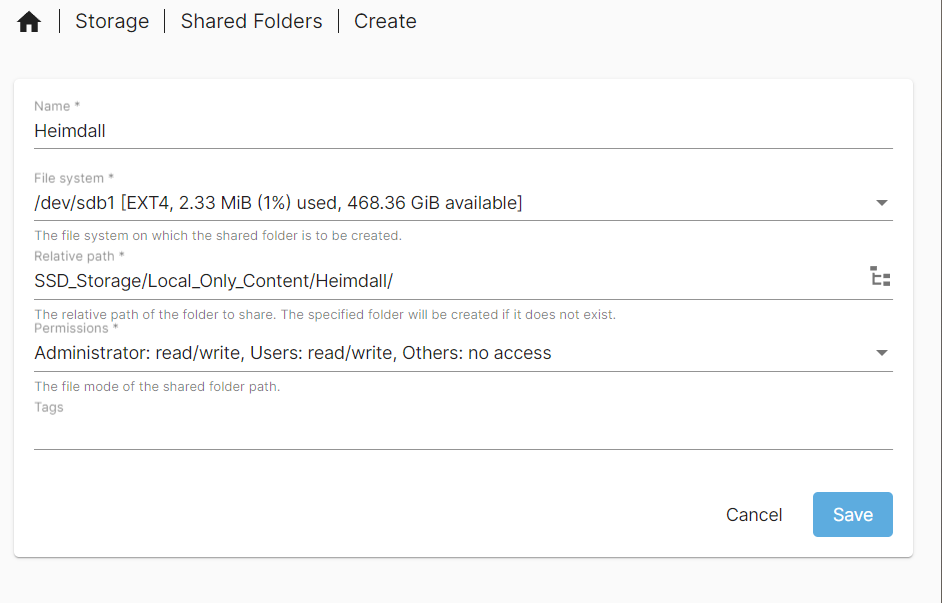 Storage | Shared Folders | Create
Name *
Heimdall
File system *
/dev/sdb1 [EXT4, 2.33 MiB (1%) used, 468.36 GiB available]
The file system on which the shared folder is to be created.
Relative path *
SSD_Storage/Local_Only_Content/Heimdall/
The relative path of the folder to share. The specified folder will be created if it does not exist.
Permissions *
Administrator: read/write, Users: read/write, Others: no access
The file mode of the shared folder path.
Tags
Cancel Save